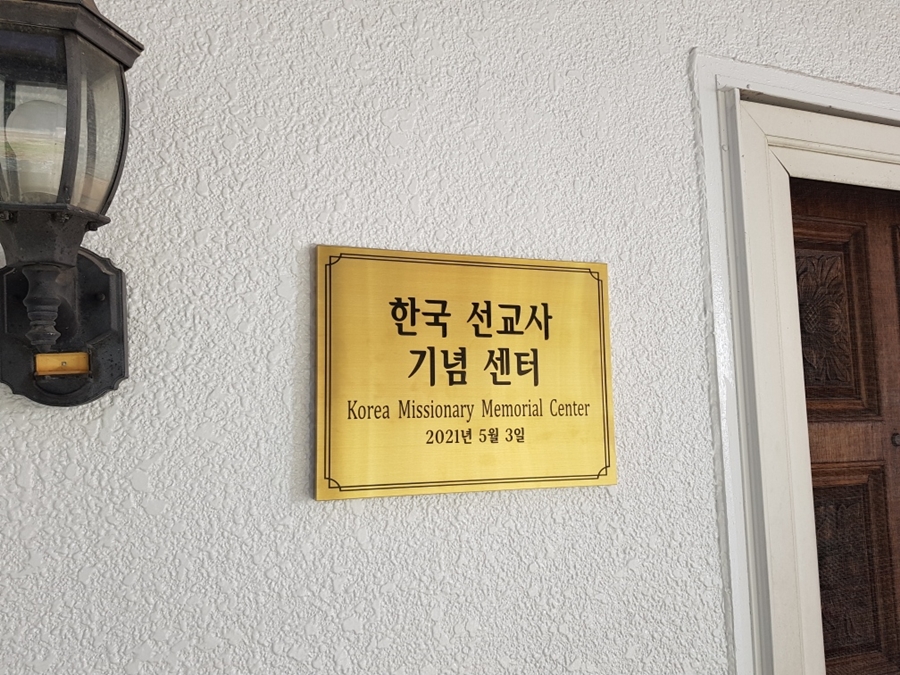 한국 선교사
기념 센터
Korea Missionary Memorial Center
2021년 5월 3일